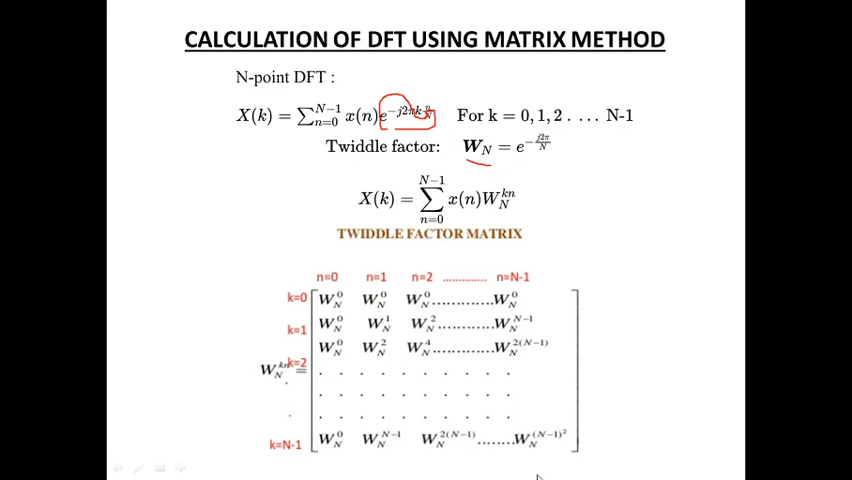 CALCULATION OF DFT USING MATRIX METHOD
N-point DFT :
X(k) = ∑_{n=0}^{N−1} x(n)e^{−j2πk n/N} For k = 0, 1, 2 . . . . N-1
Twiddle factor: W_N = e^{−j2π/N}
X(k) = ∑_{n=0}^{N−1} x(n)W_N^{kn}
TWIDDLE FACTOR MATRIX
n=0 n=1 n=2 .............. n=N-1
k=0 W_N^0 W_N^0 W_N^0 ............ W_N^0
k=1 W_N^0 W_N^1 W_N^2 ............ W_N^{N−1}
k=2 W_N^0 W_N^2 W_N^4 ............ W_N^{2(N−1)}
W_N^{kn} =
k=N-1 W_N^0 W_N^{N−1} W_N^{2(N−1)} ........ W_N^{(N−1)^2}